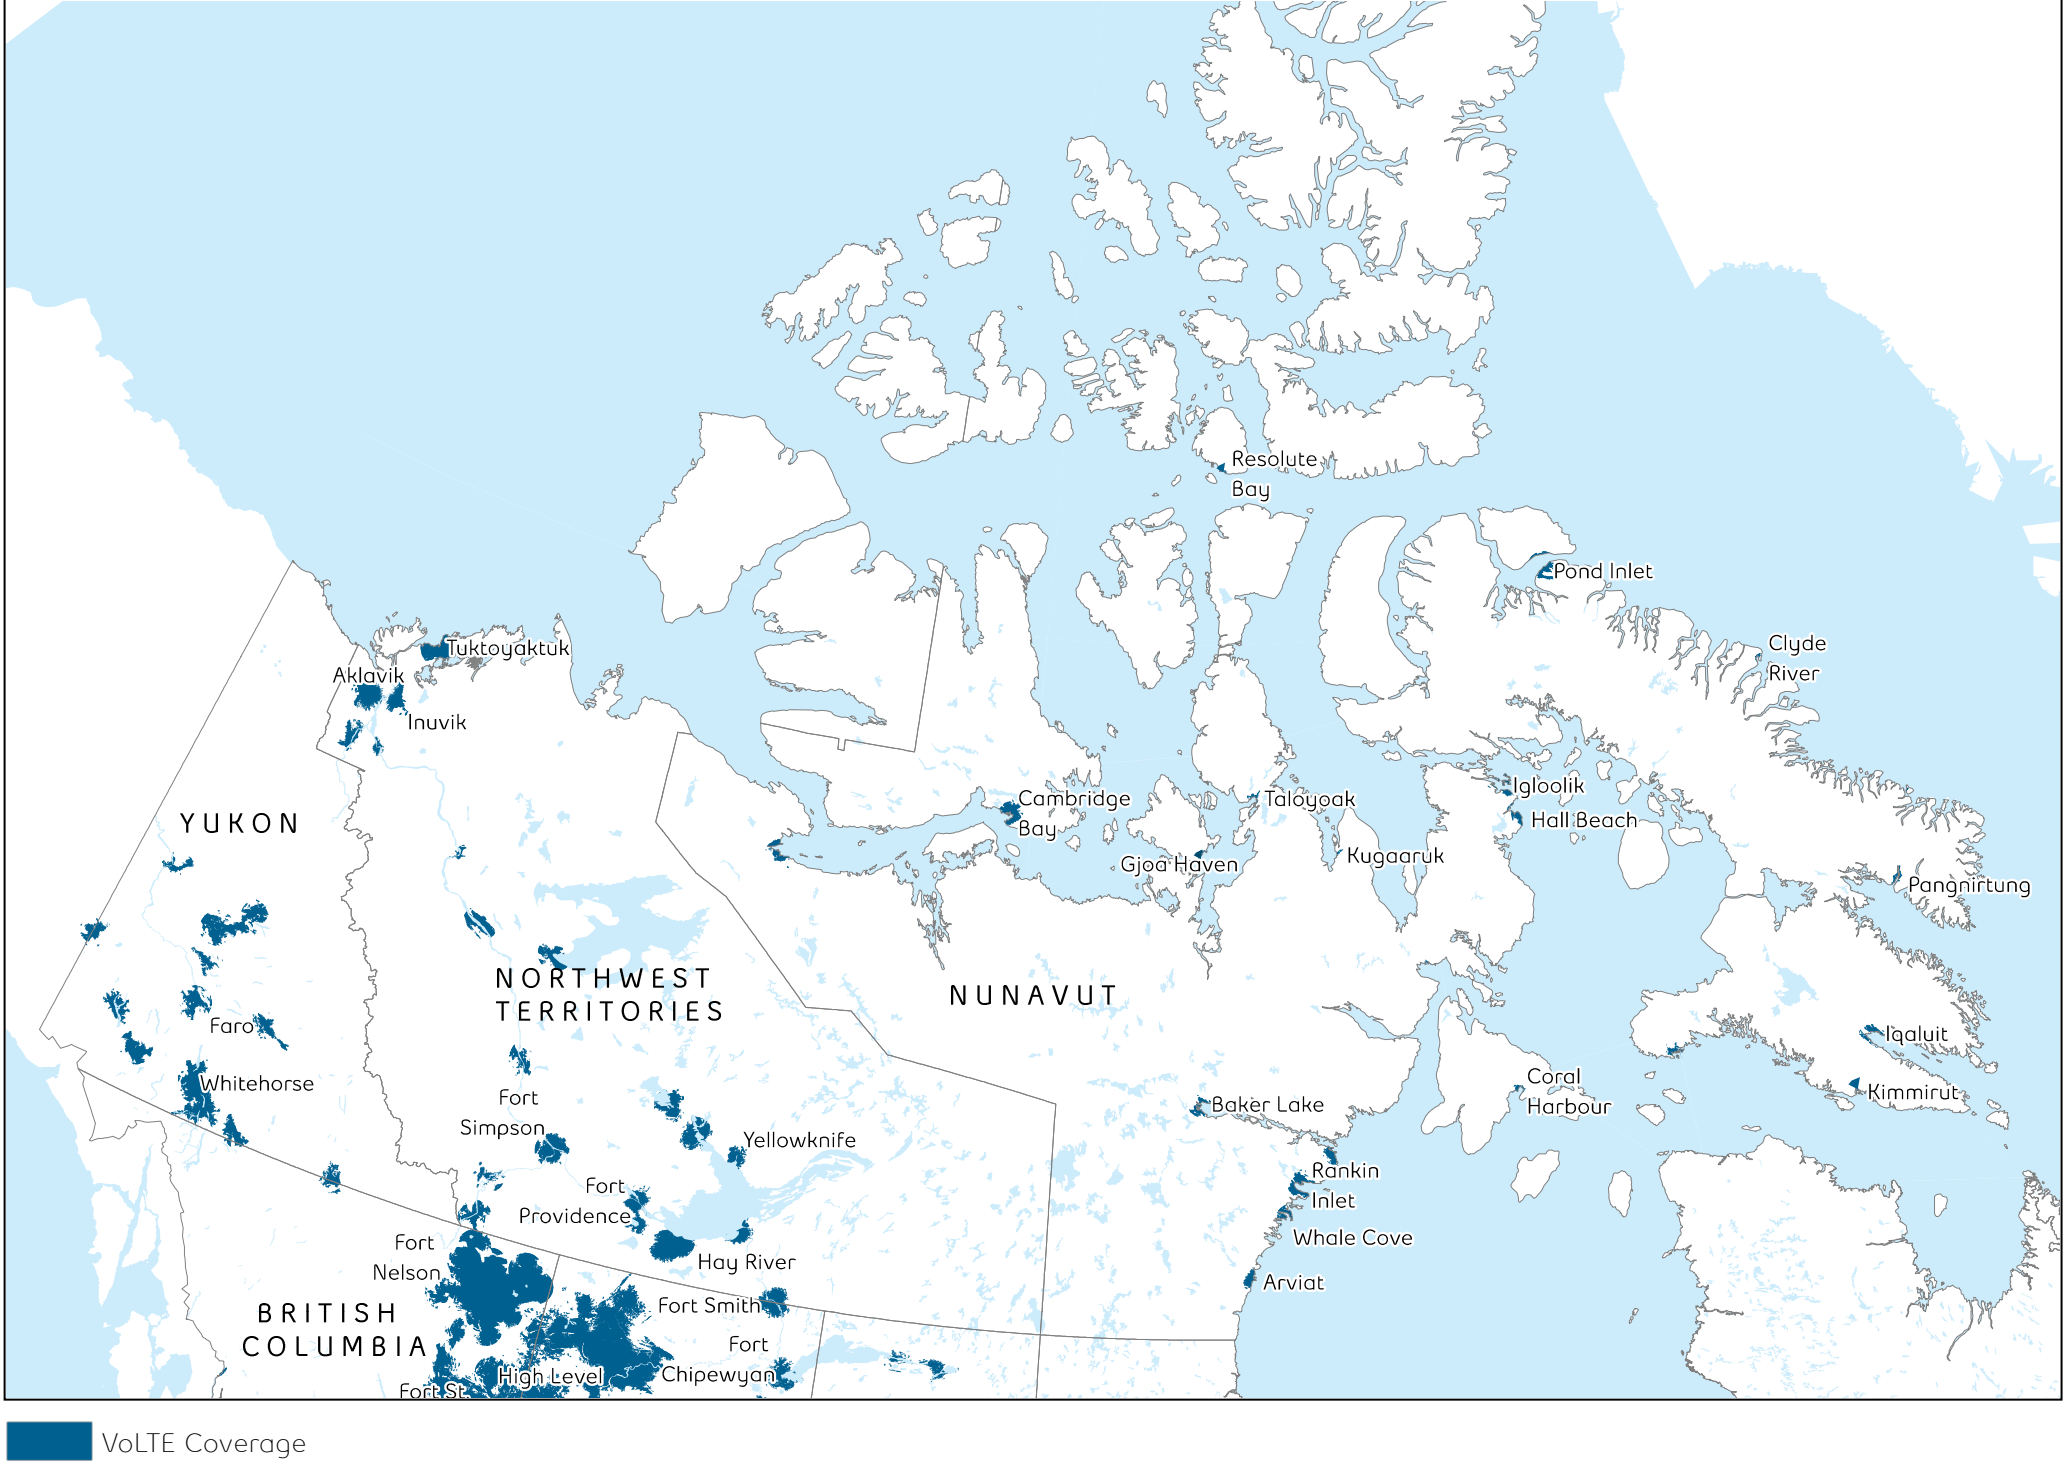 Resolute
Bay
Pond Inlet
Clyde
River
Tuktoyaktuk
Aklavik
Inuvik
Igloolik
Cambridge
Bay
Taloyoak
Hall Beach
YUKON
Gjoa Haven
Kugaaruk
Pangnirtung
NORTHWEST
TERRITORIES
NUNAVUT
Faro
Iqaluit
Whitehorse
Coral
Harbour
Kimmirut
Fort
Simpson
Baker Lake
Yellowknife
Rankin
Inlet
Fort
Providence
Whale Cove
Fort
Nelson
Hay River
Arviat
BRITISH
COLUMBIA
Fort Smith
Fort
Chipewyan
High Level
Fort St.
VoLTE Coverage